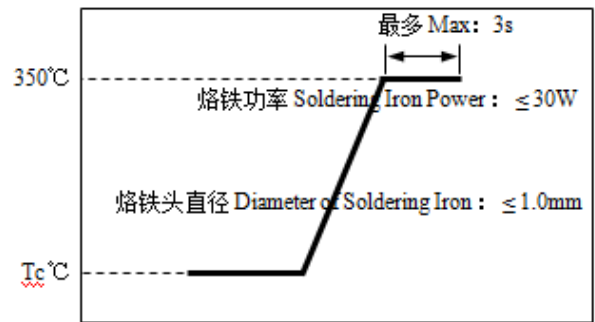 最多 Max：3s
350℃
烙铁功率 Soldering Iron Power：≤30W
烙铁头直径 Diameter of Soldering Iron：≤1.0mm
Tc℃